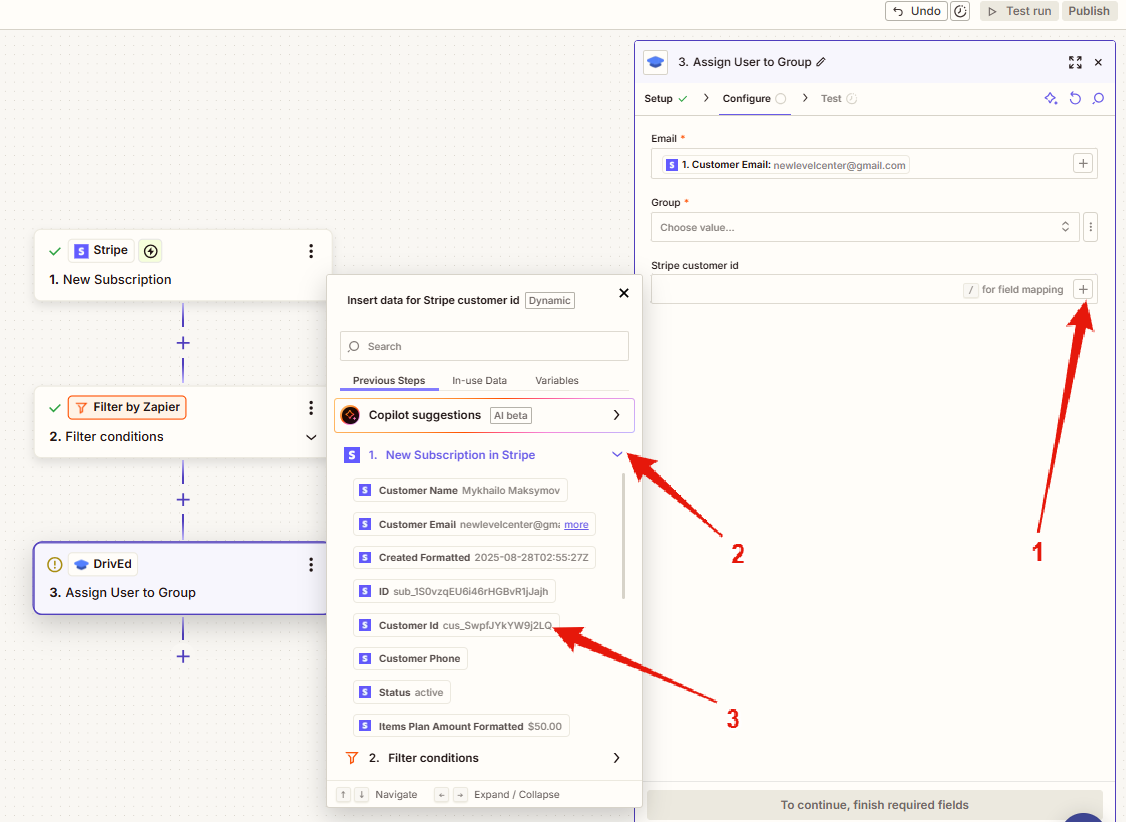 Undo
Test run
Publish
3. Assign User to Group
Setup
Configure
Test
Email *
1. Customer Email: newlevelcenter@gmail.com
Group *
Choose value...
Stripe customer id
/ for field mapping
Stripe
1. New Subscription
Filter by Zapier
2. Filter conditions
DrivEd
3. Assign User to Group
Insert data for Stripe customer id Dynamic
Search
Previous Steps In-use Data Variables
Copilot suggestions AI beta
1. New Subscription in Stripe
Customer Name Mykhailo Maksymov
Customer Email newlevelcenter@gma more
Created Formatted 2025-08-28T02:55:27Z
ID sub_1S0vzqEU6i46rHGBvR1jJajh
Customer Id cus_SwpfJYkYW9j2LQ
Customer Phone
Status active
Items Plan Amount Formatted $50.00
2. Filter conditions
↑ ↓ Navigate ← → Expand / Collapse
To continue, finish required fields
1
2
3